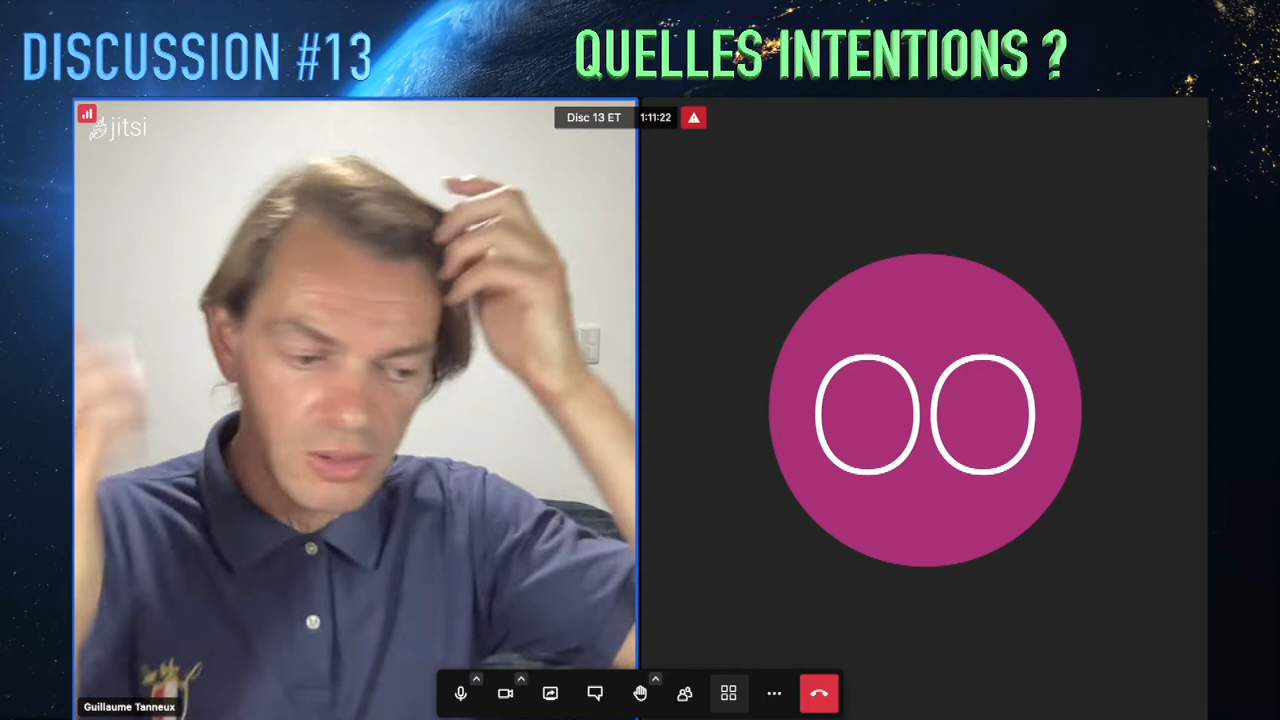 DISCUSSION #13
QUELLES INTENTIONS ?
jitsi
Disc 13 ET
1:11:22
OO
Guillaume Tanneux